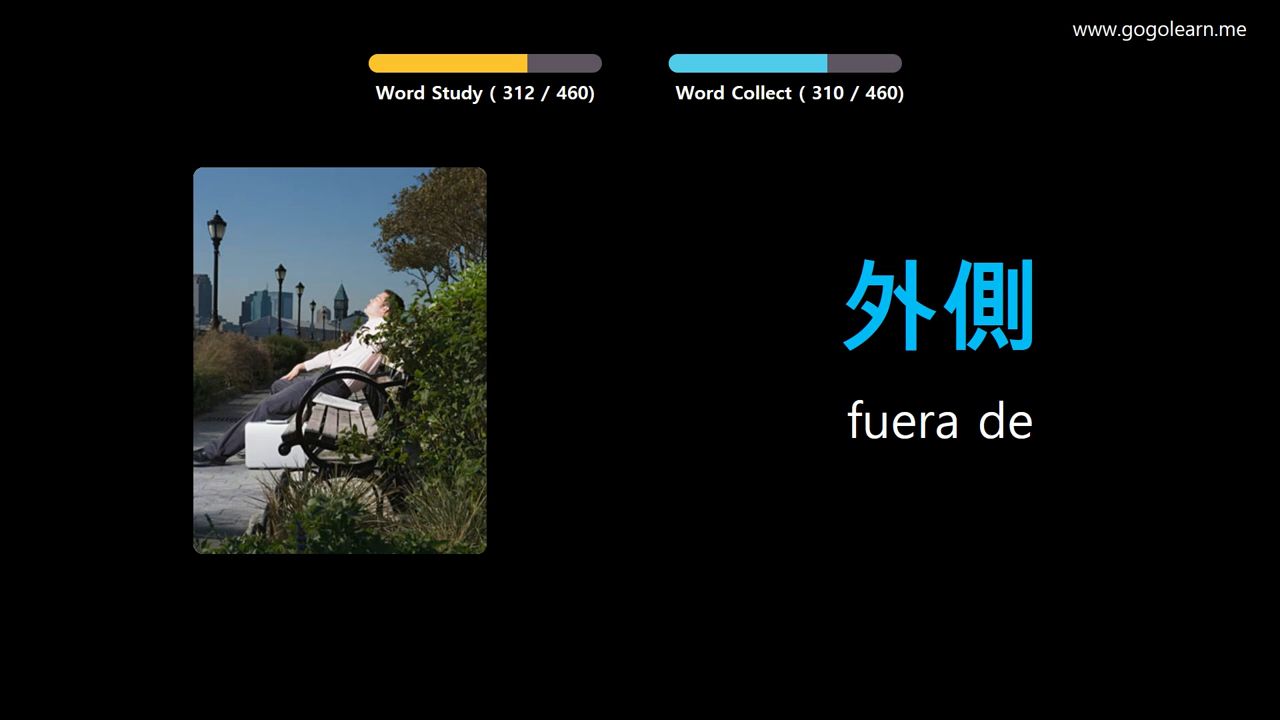 www.gogolearn.me
Word Study ( 312 / 460)
Word Collect ( 310 / 460)
外側
fuera de